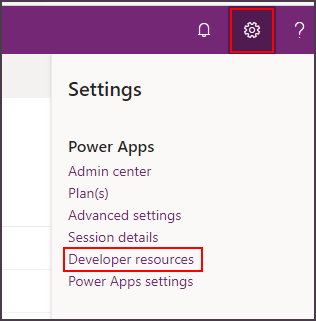 ?
Settings
Power Apps
Admin center
Plan(s)
Advanced settings
Session details
Developer resources
Power Apps settings